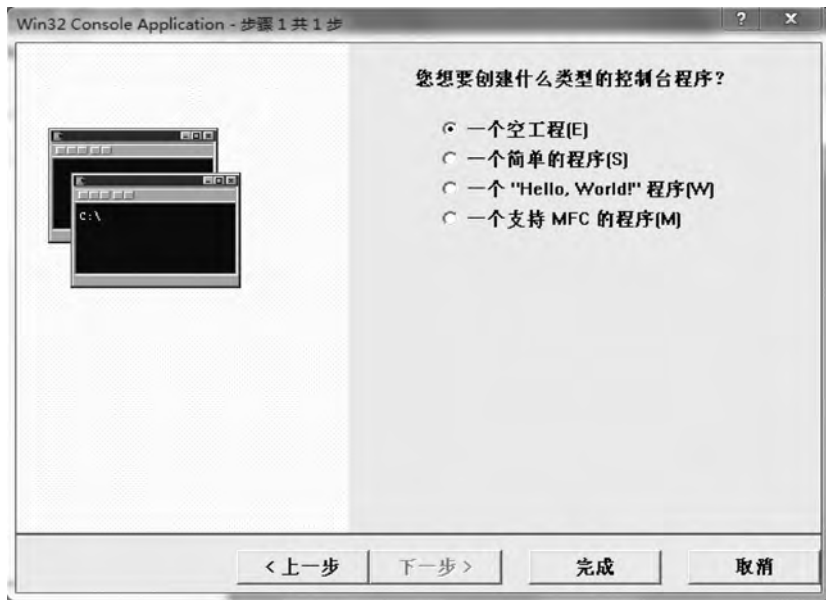 Win32 Console Application - 步骤 1 共 1 步
? X
您想要创建什么类型的控制台程序?
一个空工程(E)
一个简单的程序(S)
一个 "Hello, World!" 程序(W)
一个支持 MFC 的程序(M)
C:\
< 上一步 下一步 > 完成 取消